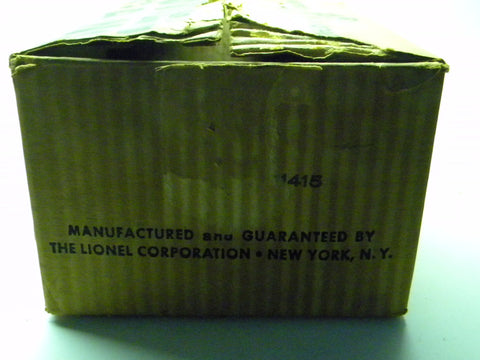 1415
MANUFACTURED and GUARANTEED BY
THE LIONEL CORPORATION • NEW YORK, N.Y.